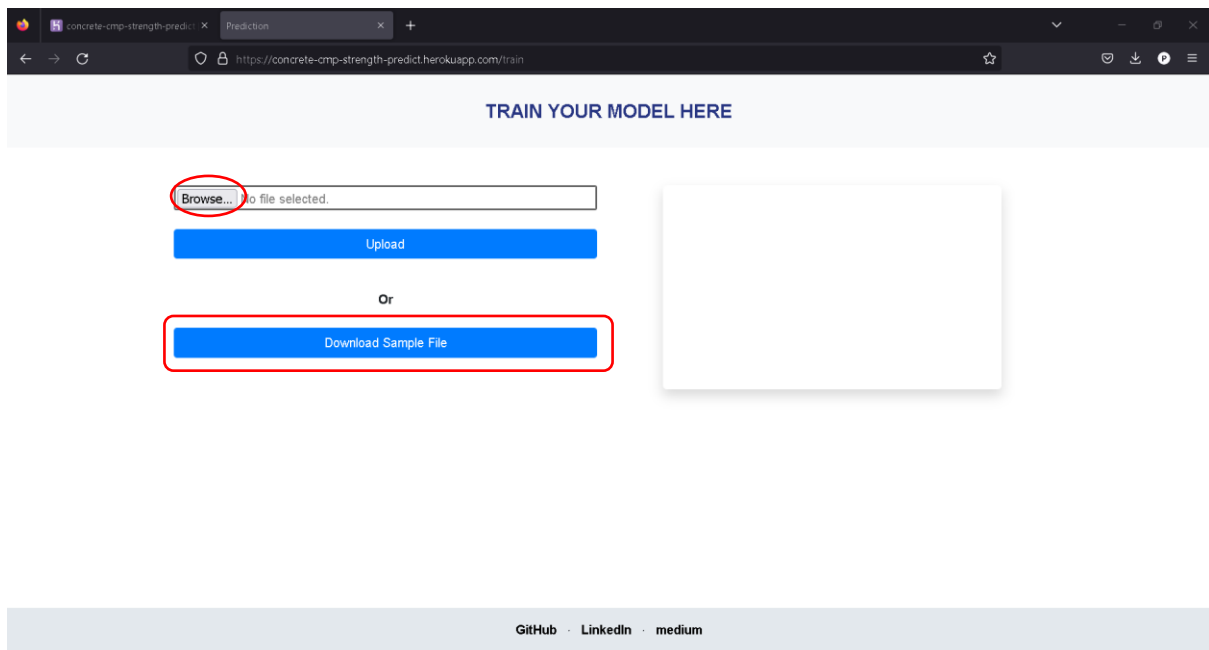 concrete-cmp-strength-predict
Prediction
https://concrete-cmp-strength-predict.herokuapp.com/train
P
TRAIN YOUR MODEL HERE
Browse... No file selected.
Upload
Or
Download Sample File
GitHub · LinkedIn · medium